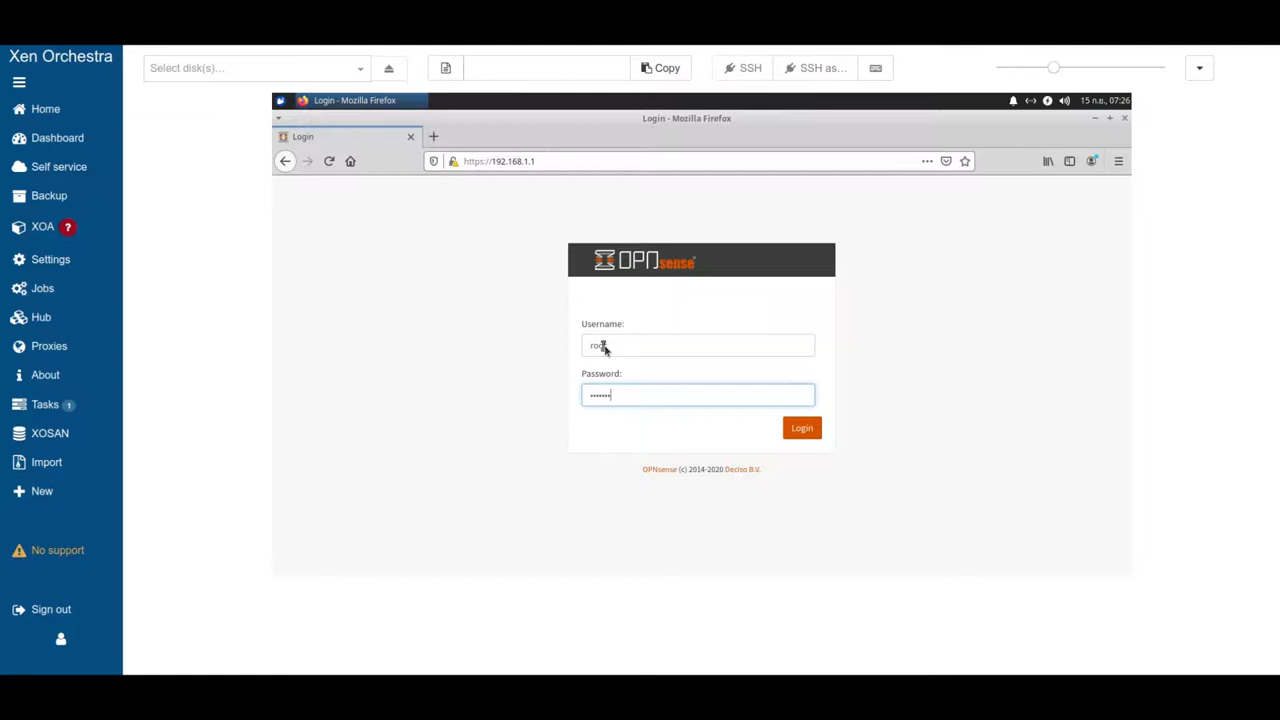 Xen Orchestra
Home
Dashboard
Self service
Backup
XOA ?
Settings
Jobs
Hub
Proxies
About
Tasks 1
XOSAN
Import
New
No support
Sign out
Select disk(s)...
Copy
SSH
SSH as...
Login - Mozilla Firefox
15 ก.ย., 07:26
Login - Mozilla Firefox
Login
https://192.168.1.1
OPNsense
Username:
Password:
Login
OPNsense (c) 2014-2020 Deciso B.V.